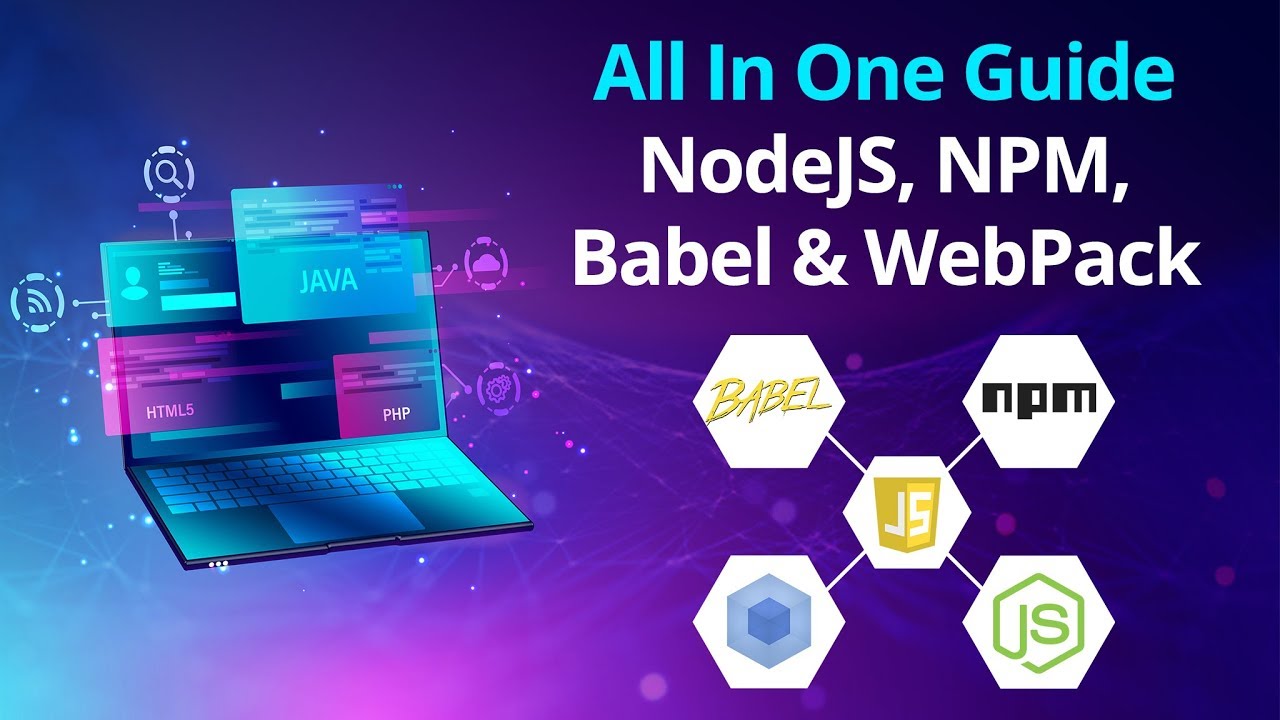 All In One Guide
NodeJS, NPM,
Babel & WebPack
JAVA
HTML5
PHP
BABEL
npm
JS
JS